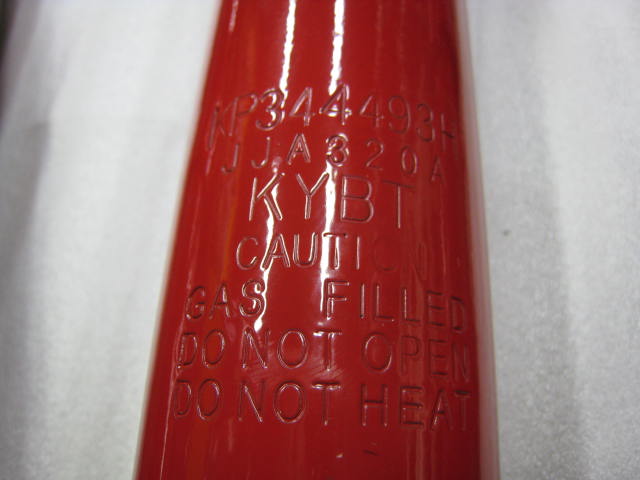 KP344493H
JJA320A
KYBT
CAUTION
GAS FILLED
DO NOT OPEN
DO NOT HEAT